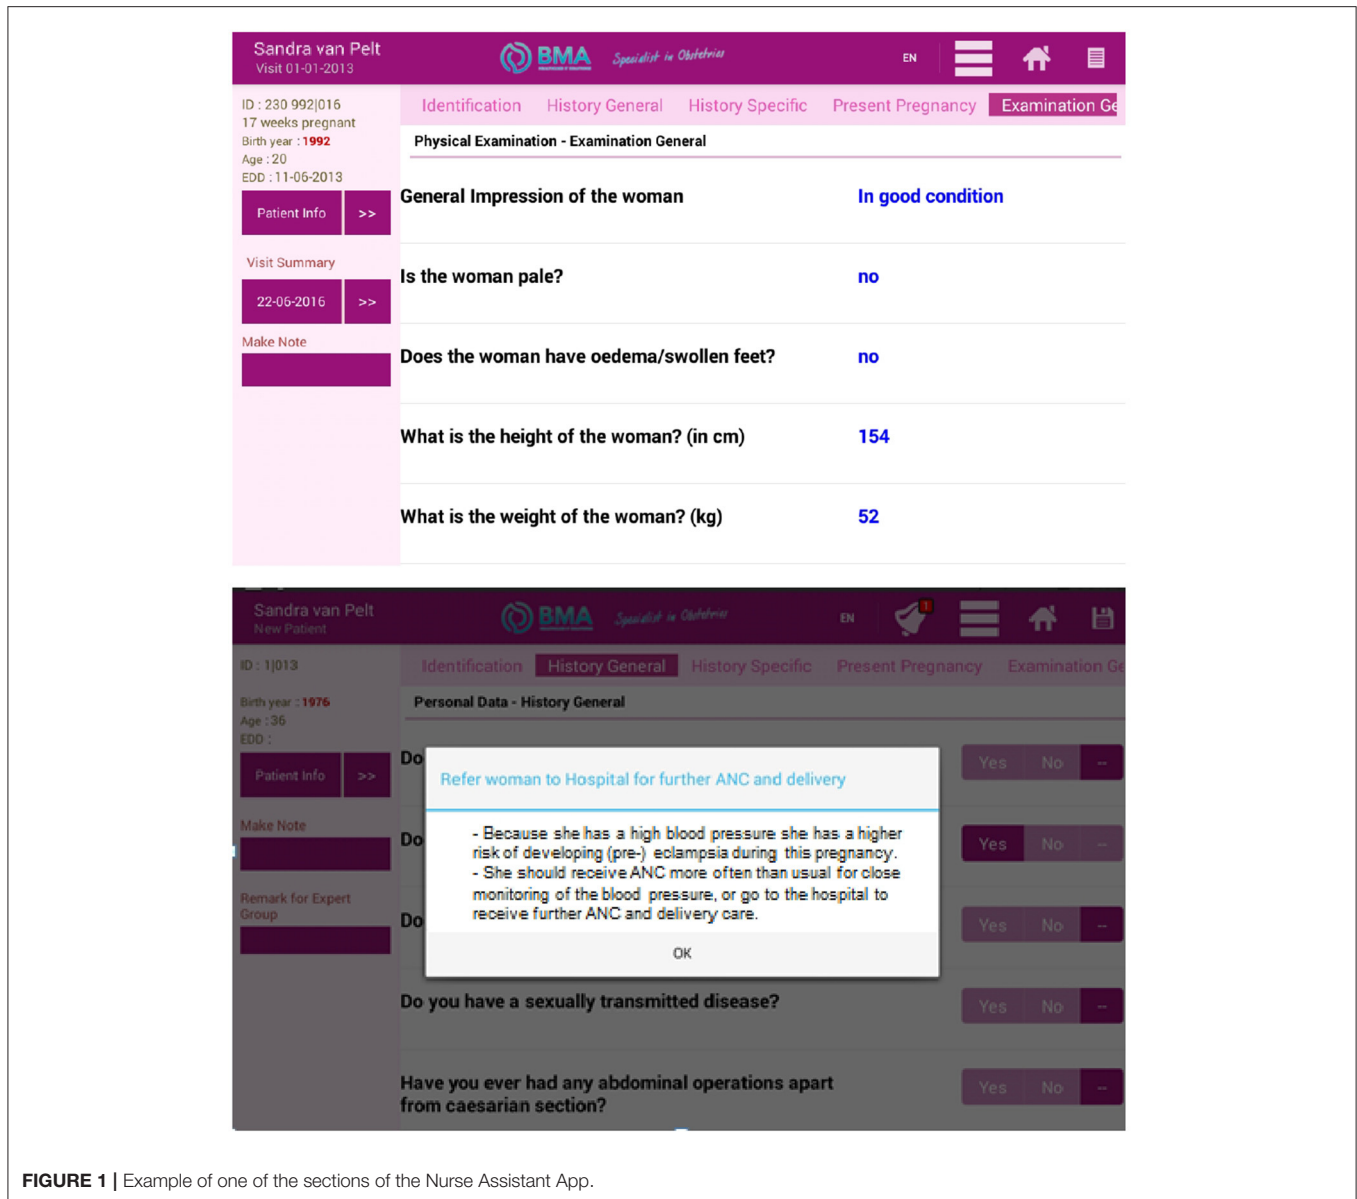 Sandra van Pelt
Visit 01-01-2013
BMA
Specialist in Obstetrics
EN
ID : 230 992|016
17 weeks pregnant
Birth year : 1992
Age : 20
EDD : 11-06-2013
Patient Info >>
Visit Summary
22-06-2016 >>
Make Note
Identification History General History Specific Present Pregnancy Examination Ge
Physical Examination - Examination General
General Impression of the woman In good condition
Is the woman pale? no
Does the woman have oedema/swollen feet? no
What is the height of the woman? (in cm) 154
What is the weight of the woman? (kg) 52
Sandra van Pelt
New Patient
BMA
Specialist in Obstetrics
EN
1
ID : 1|013
Birth year : 1976
Age : 36
EDD :
Patient Info >>
Make Note
Remark for Expert
Group
Identification History General History Specific Present Pregnancy Examination Ge
Personal Data - History General
Do Yes No --
Refer woman to Hospital for further ANC and delivery
- Because she has a high blood pressure she has a higher
risk of developing (pre-) eclampsia during this pregnancy.
- She should receive ANC more often than usual for close
monitoring of the blood pressure, or go to the hospital to
receive further ANC and delivery care.
OK
Do Yes No --
Do Yes No --
Do you have a sexually transmitted disease? Yes No --
Have you ever had any abdominal operations apart
from caesarian section? Yes No --
FIGURE 1 | Example of one of the sections of the Nurse Assistant App.